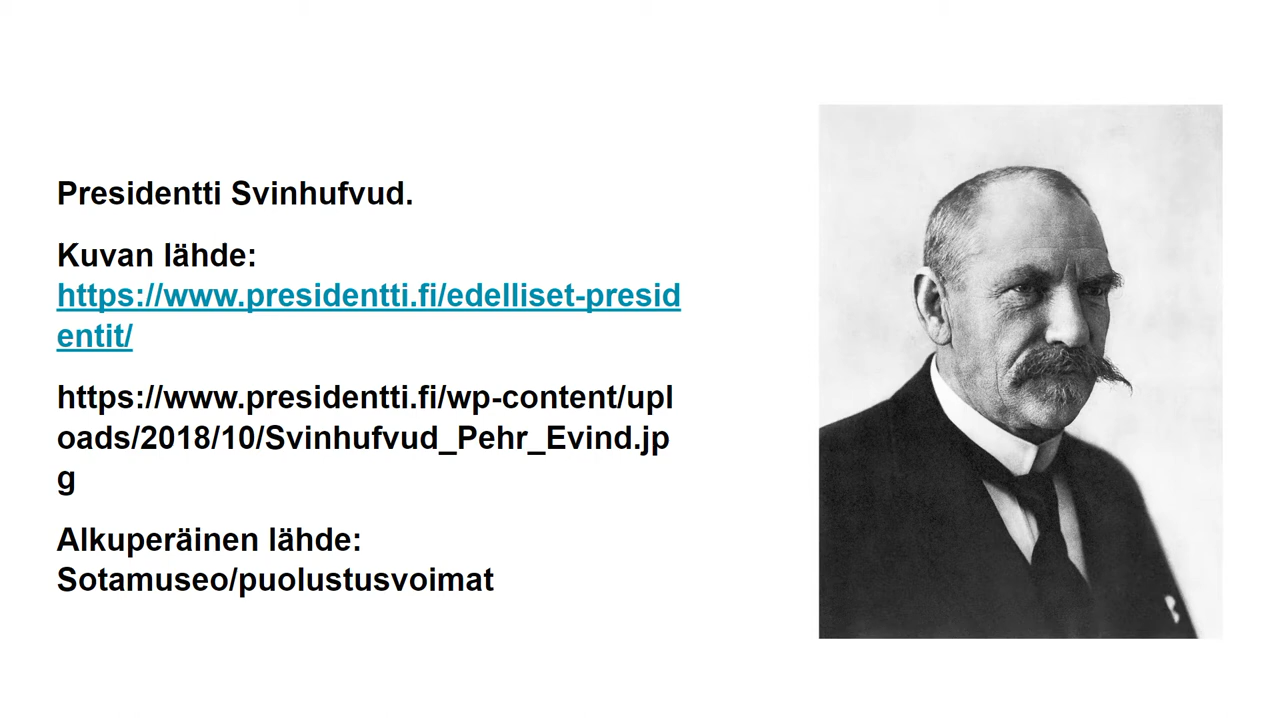 Presidentti Svinhufvud.
Kuvan lähde:
https://www.presidentti.fi/edelliset-presid
entit/
https://www.presidentti.fi/wp-content/upl
oads/2018/10/Svinhufvud_Pehr_Evind.jp
g
Alkuperäinen lähde:
Sotamuseo/puolustusvoimat